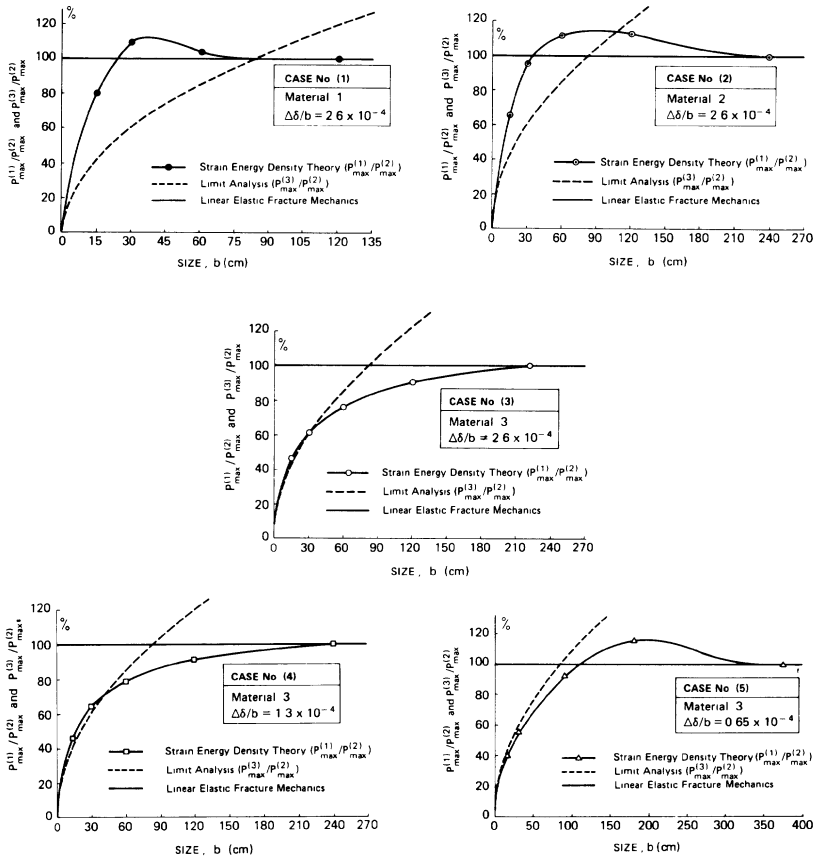 %
120
100
80
60
40
20
0
P(1)max/P(2)max and P(3)max/P(2)max
CASE No (1)
Material 1
Δδ/b = 2 6 x 10-4
Strain Energy Density Theory (P(1)max/P(2)max)
Limit Analysis (P(3)max/P(2)max)
Linear Elastic Fracture Mechanics
0 15 30 45 60 75 90 105 120 135
SIZE , b (cm)
%
120
100
80
60
40
20
0
P(1)max/P(2)max and P(3)max/P(2)max
CASE No (2)
Material 2
Δδ/b = 2 6 x 10-4
Strain Energy Density Theory (P(1)max/P(2)max)
Limit Analysis (P(3)max/P(2)max)
Linear Elastic Fracture Mechanics
0 30 60 90 120 150 180 210 240 270
SIZE , b (cm)
%
120
100
80
60
40
20
0
P(1)max/P(2)max and P(3)max/P(2)max
CASE No (3)
Material 3
Δδ/b = 2 6 x 10-4
Strain Energy Density Theory (P(1)max/P(2)max)
Limit Analysis (P(3)max/P(2)max)
Linear Elastic Fracture Mechanics
0 30 60 90 120 150 180 210 240 270
SIZE , b (cm)
%
120
100
80
60
40
20
0
P(1)max/P(2)max and P(3)max/P(2)max
CASE No (4)
Material 3
Δδ/b = 1 3 x 10-4
Strain Energy Density Theory (P(1)max/P(2)max)
Limit Analysis (P(3)max/P(2)max)
Linear Elastic Fracture Mechanics
0 30 60 90 120 150 180 210 240 270
SIZE , b (cm)
%
120
100
80
60
40
20
0
P(1)max/P(2)max and P(3)max/P(2)max
CASE No (5)
Material 3
Δδ/b = 0 65 x 10-4
Strain Energy Density Theory (P(1)max/P(2)max)
Limit Analysis (P(3)max/P(2)max)
Linear Elastic Fracture Mechanics
0 50 100 150 200 250 300 350 400
SIZE , b (cm)